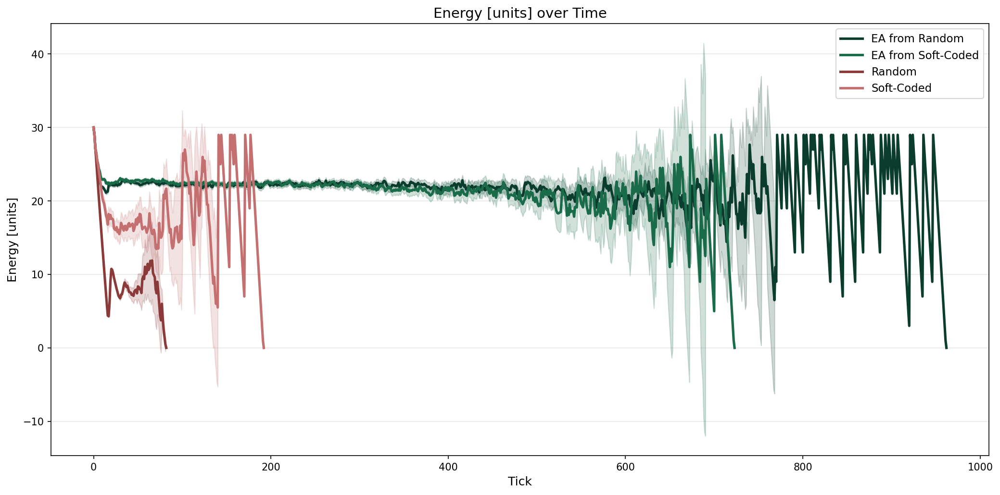 Energy [units] over Time
EA from Random
EA from Soft-Coded
Random
Soft-Coded
Energy [units]
40
30
20
10
0
−10
0
200
400
600
800
1000
Tick